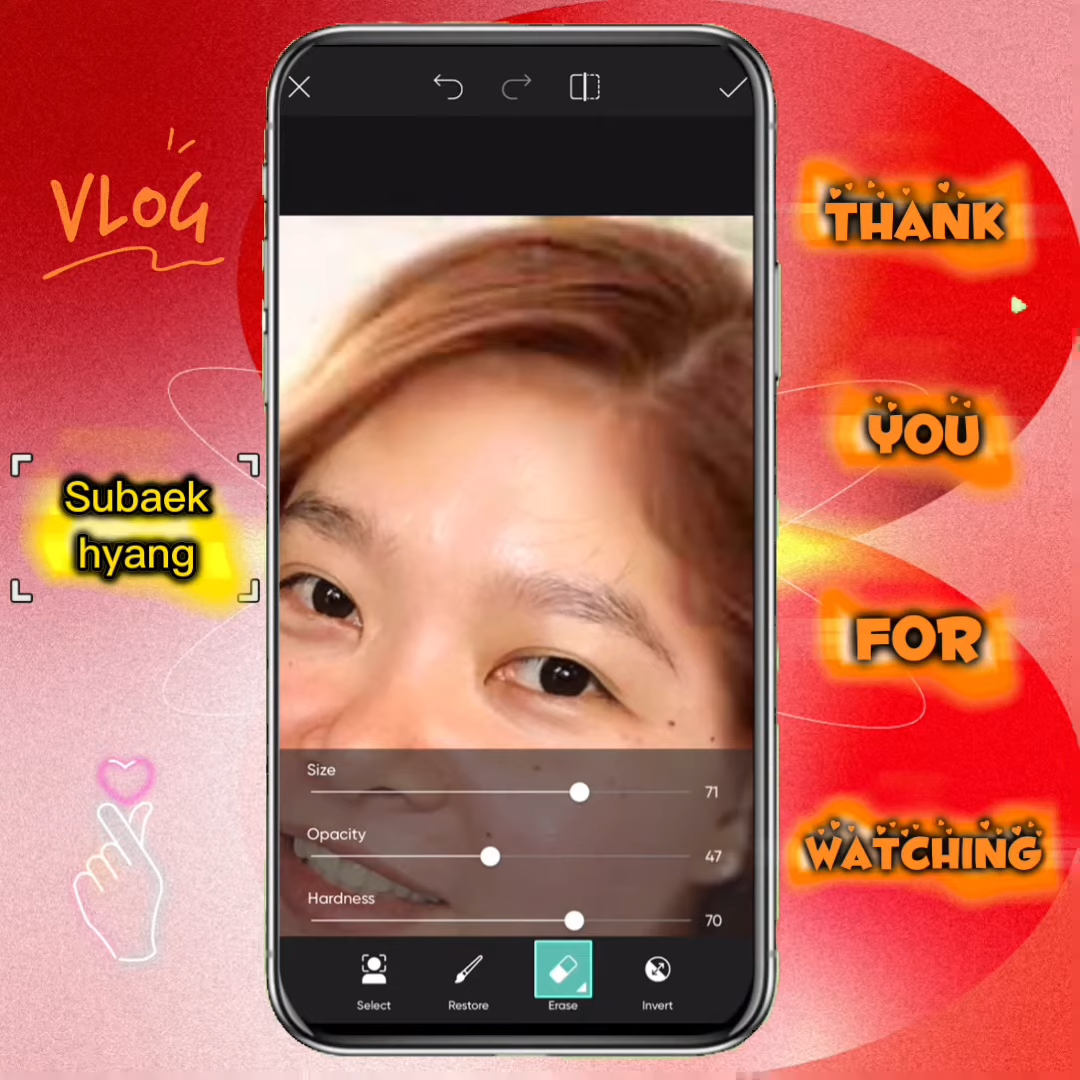 VLOG
Subaek
hyang
Size
71
Opacity
47
Hardness
70
Select
Restore
Erase
Invert
THANK
YOU
FOR
WATCHING